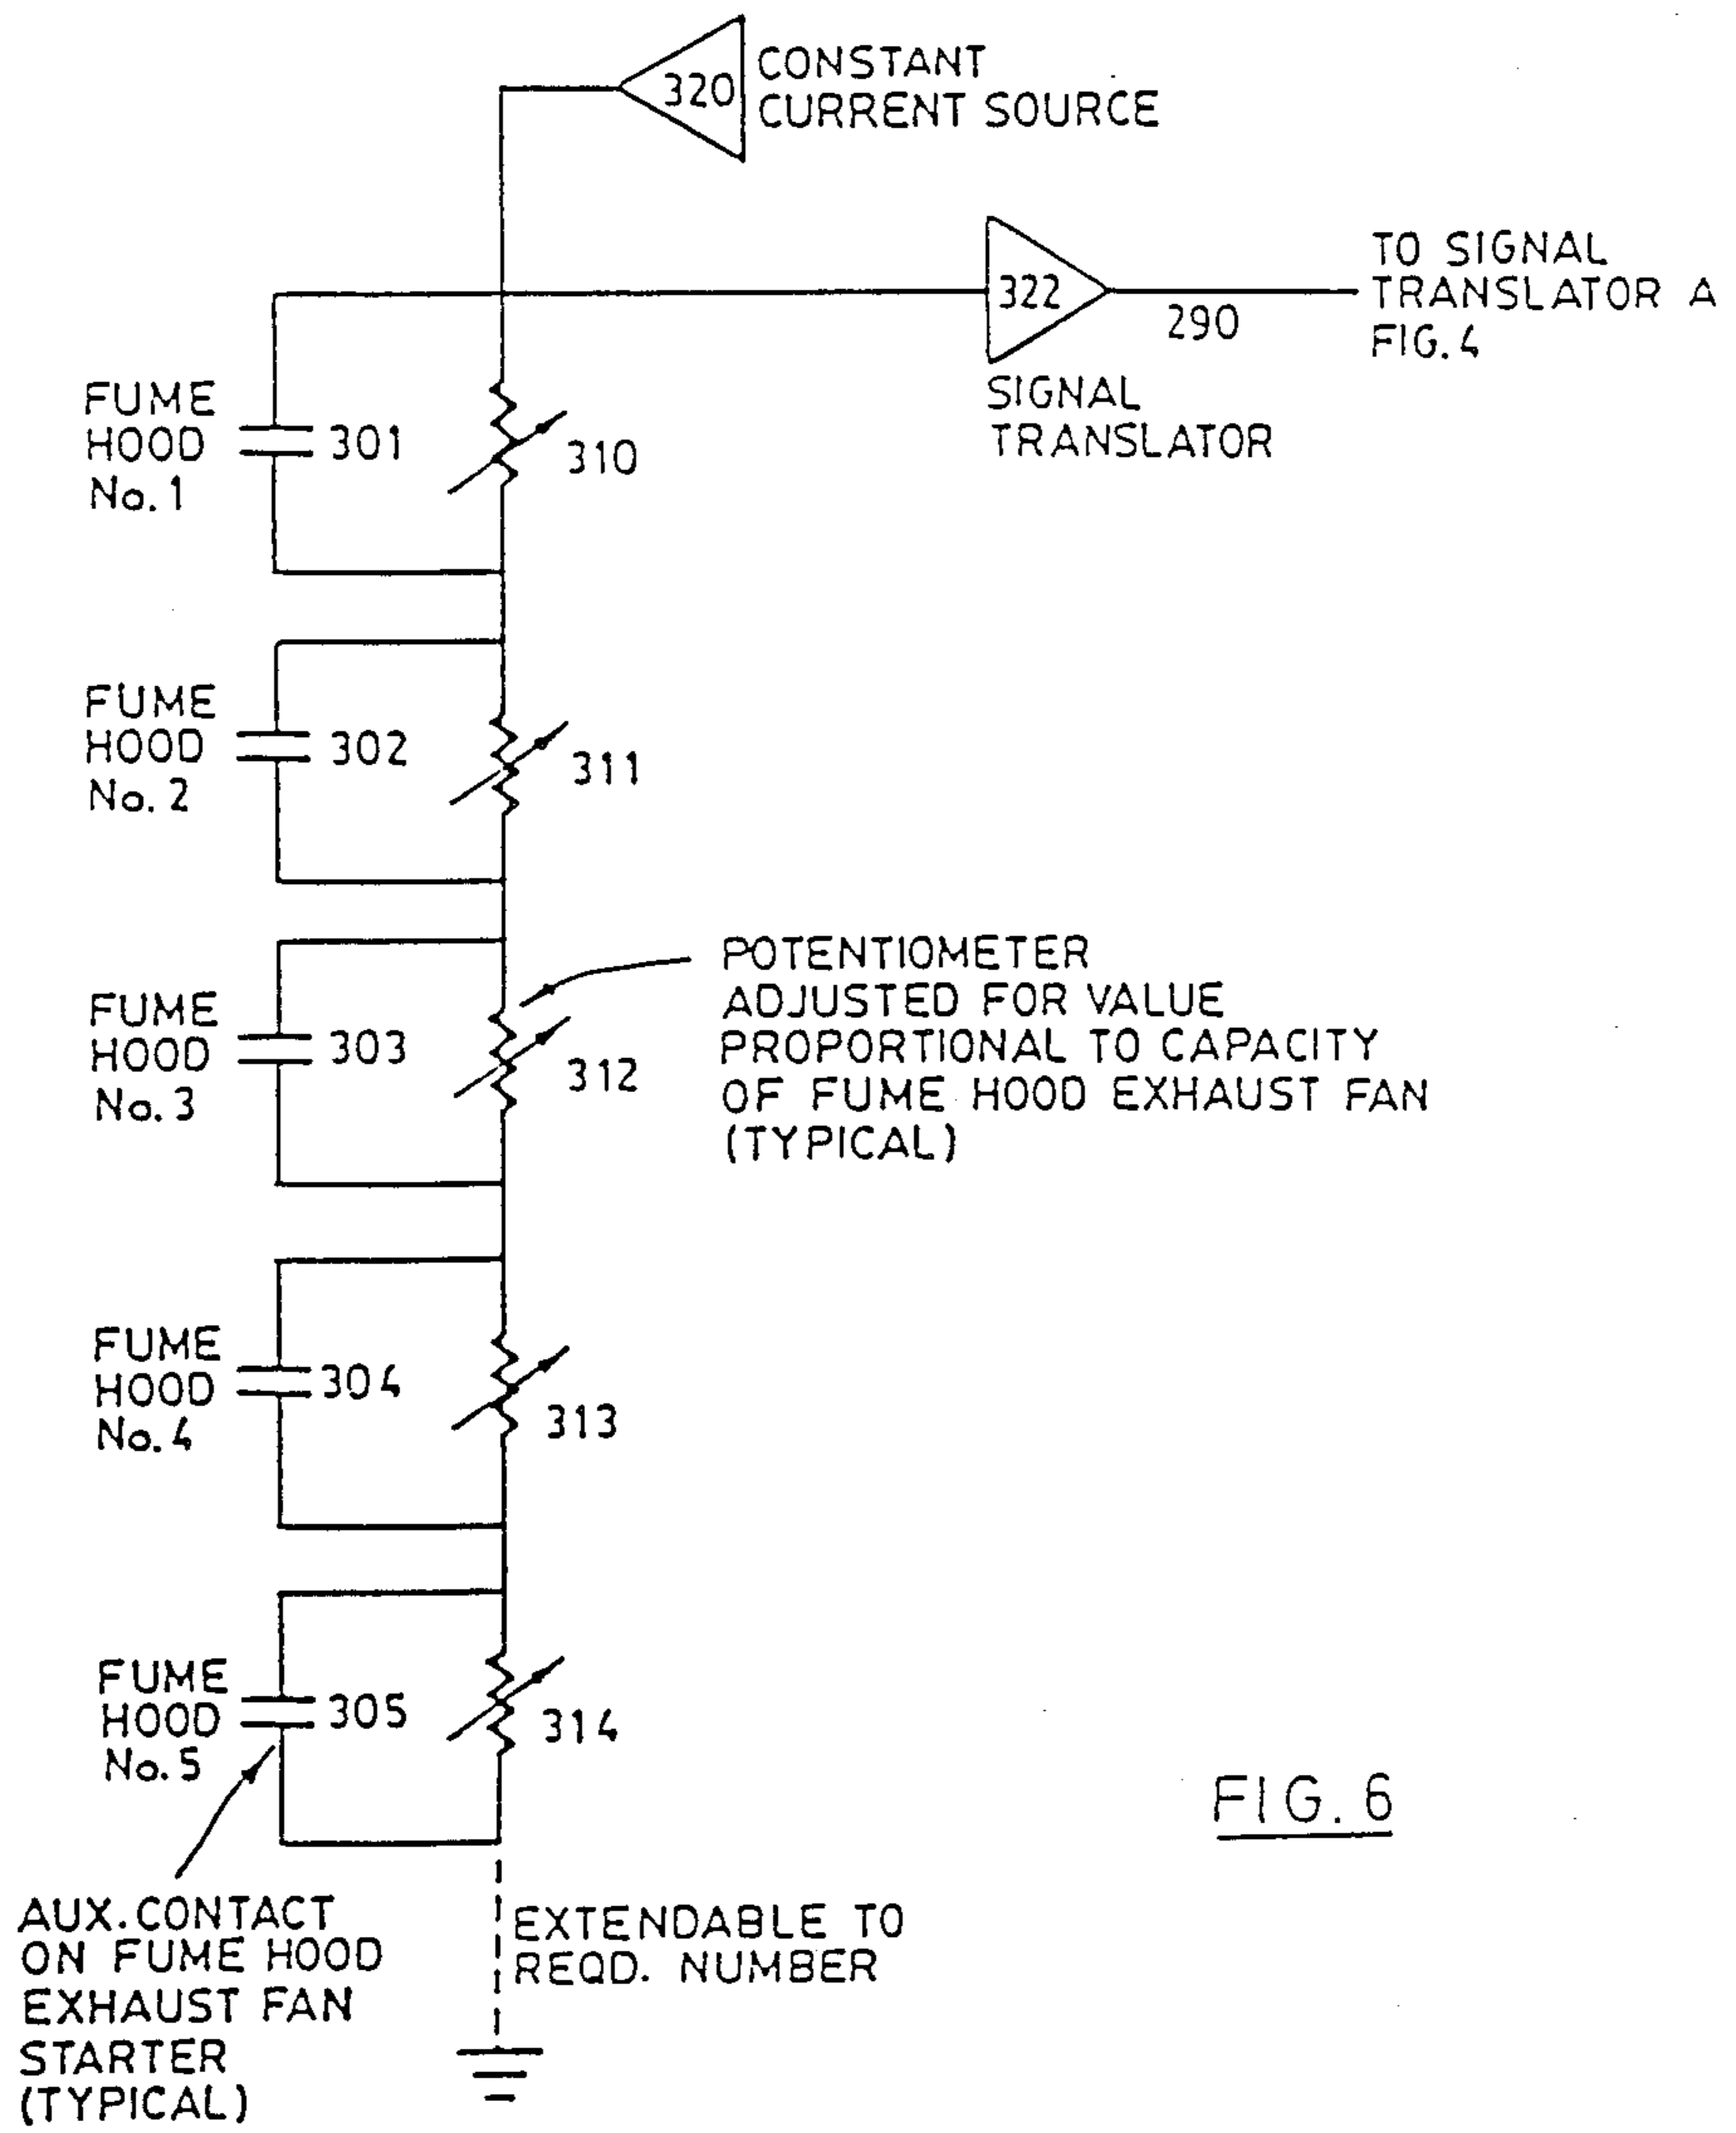 320
CONSTANT
CURRENT SOURCE
322
290
TO SIGNAL
TRANSLATOR A
FIG. 4
SIGNAL
TRANSLATOR
FUME
HOOD
No. 1
301
310
FUME
HOOD
No. 2
302
311
FUME
HOOD
No. 3
303
312
POTENTIOMETER
ADJUSTED FOR VALUE
PROPORTIONAL TO CAPACITY
OF FUME HOOD EXHAUST FAN
(TYPICAL)
FUME
HOOD
No. 4
304
313
FUME
HOOD
No. 5
305
314
AUX. CONTACT
ON FUME HOOD
EXHAUST FAN
STARTER
(TYPICAL)
EXTENDABLE TO
REQD. NUMBER
FIG. 6